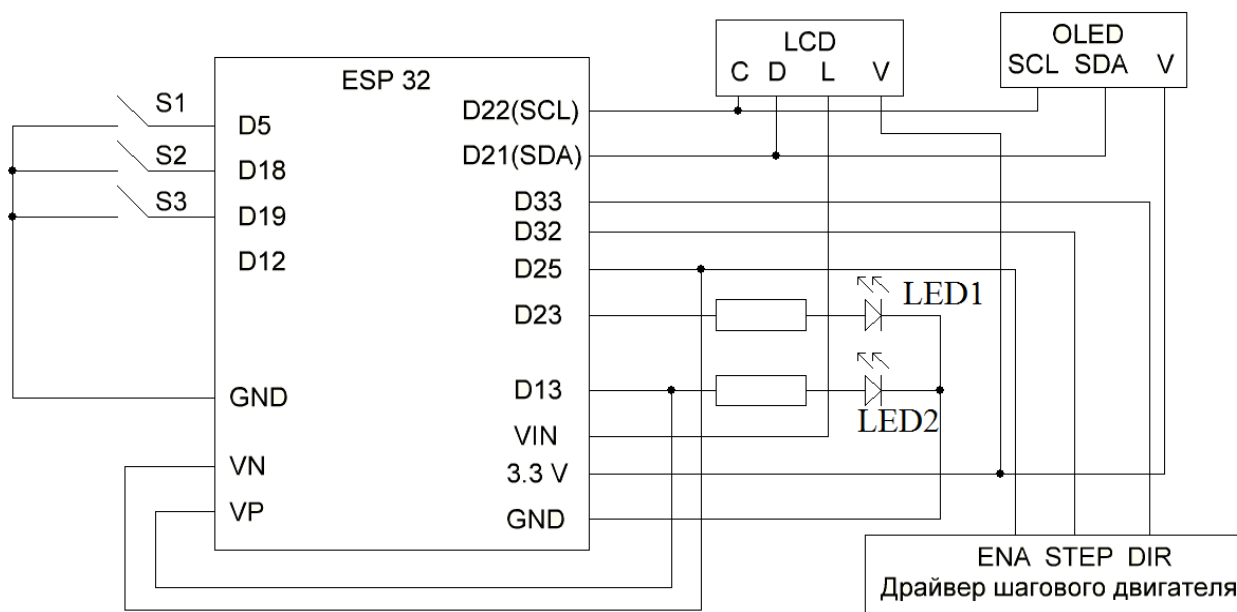 LCD
C D L V
OLED
SCL SDA V
ESP 32
S1
D5
S2
D18
S3
D19
D12
GND
VN
VP
D22(SCL)
D21(SDA)
D33
D32
D25
D23
D13
VIN
3.3 V
GND
LED1
LED2
ENA STEP DIR
Драйвер шагового двигателя